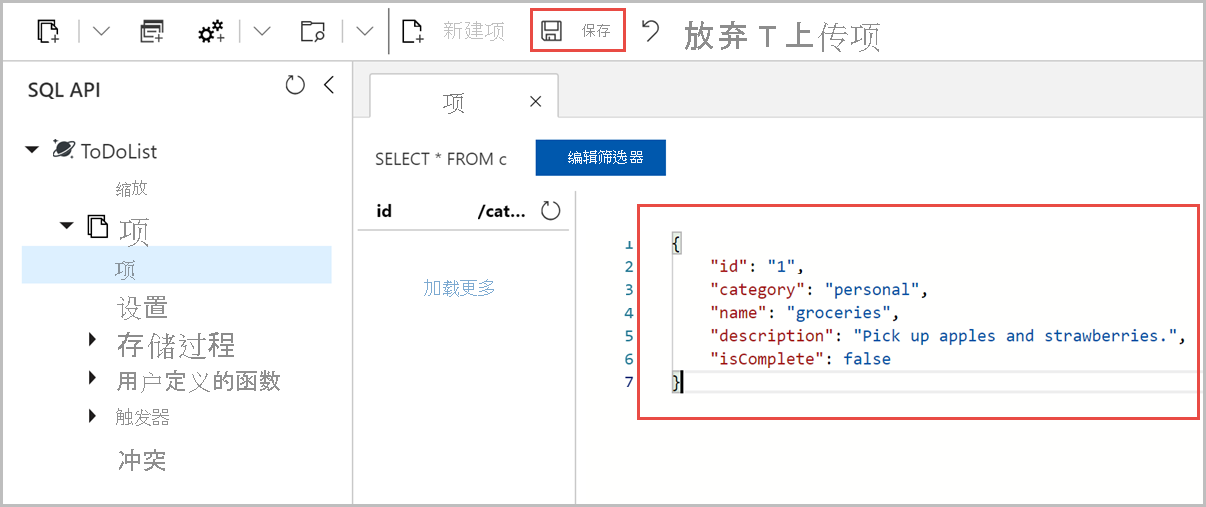 新建项 保存 放弃 T 上传项
SQL API
项
ToDoList
SELECT * FROM c 编辑筛选器
缩放
id /cat...
项
项
加载更多
设置
存储过程
用户定义的函数
触发器
冲突
1 {
2 "id": "1",
3 "category": "personal",
4 "name": "groceries",
5 "description": "Pick up apples and strawberries.",
6 "isComplete": false
7 }